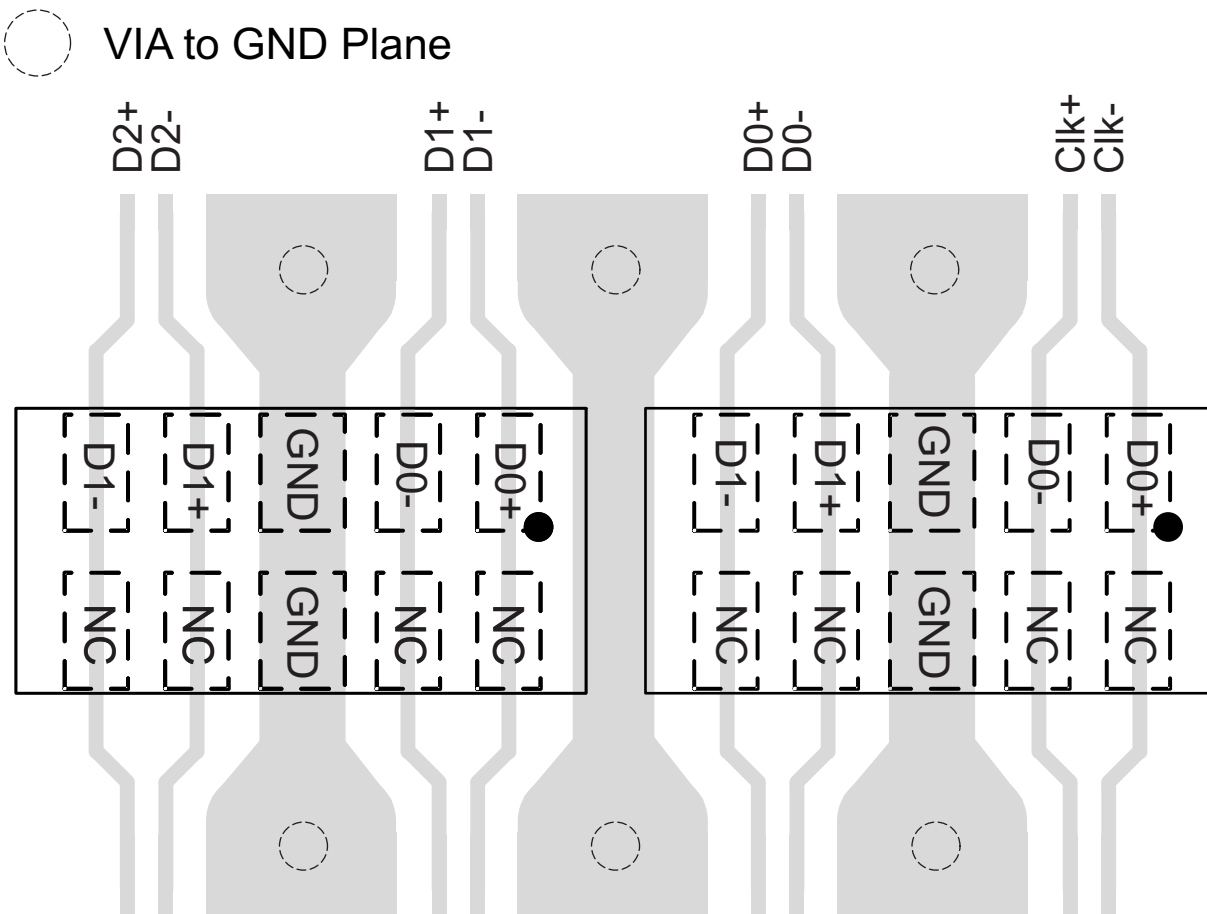 VIA to GND Plane
D2+
D2-
D1+
D1-
D0+
D0-
Clk+
Clk-
D1-
D1+
GND
D0-
D0+
D1-
D1+
GND
D0-
D0+
NC
NC
GND
NC
NC
NC
NC
GND
NC
NC